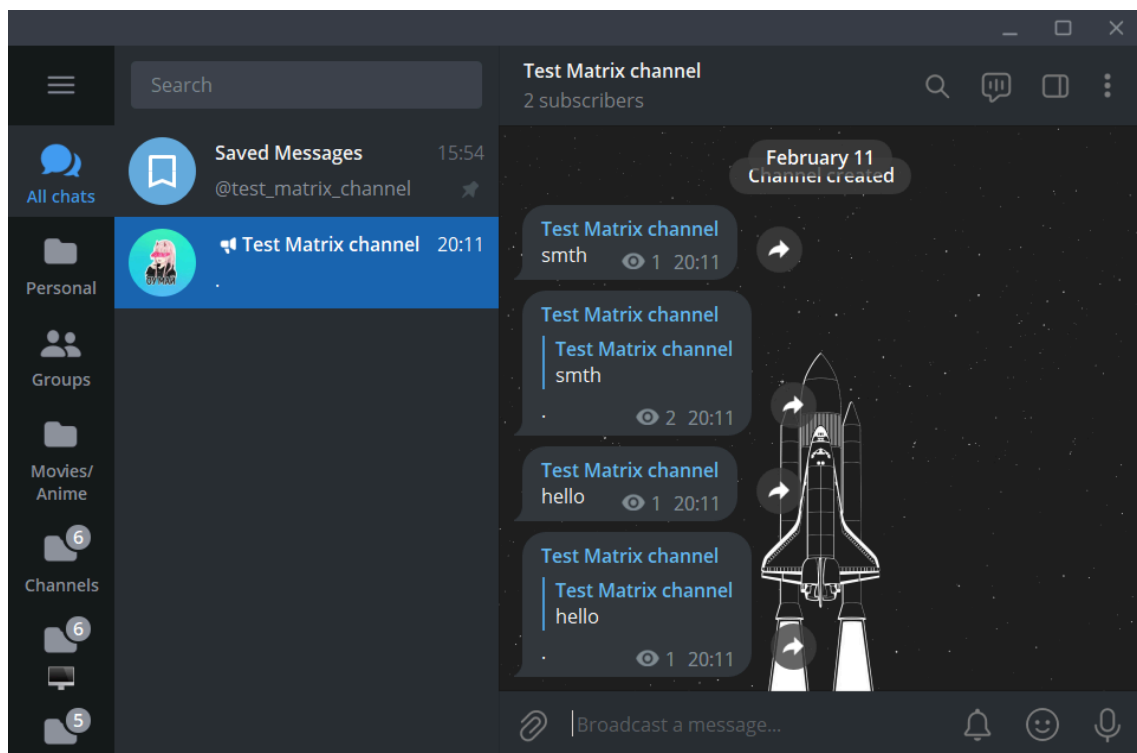 Search
All chats
Personal
Groups
Movies/
Anime
Channels
6
6
5
Saved Messages 15:54
@test_matrix_channel
Test Matrix channel 20:11
.
ОУ МАЙ
Test Matrix channel
2 subscribers
February 11
Channel created
Test Matrix channel
smth 1 20:11
Test Matrix channel
Test Matrix channel
smth
. 2 20:11
Test Matrix channel
hello 1 20:11
Test Matrix channel
Test Matrix channel
hello
. 1 20:11
Broadcast a message...